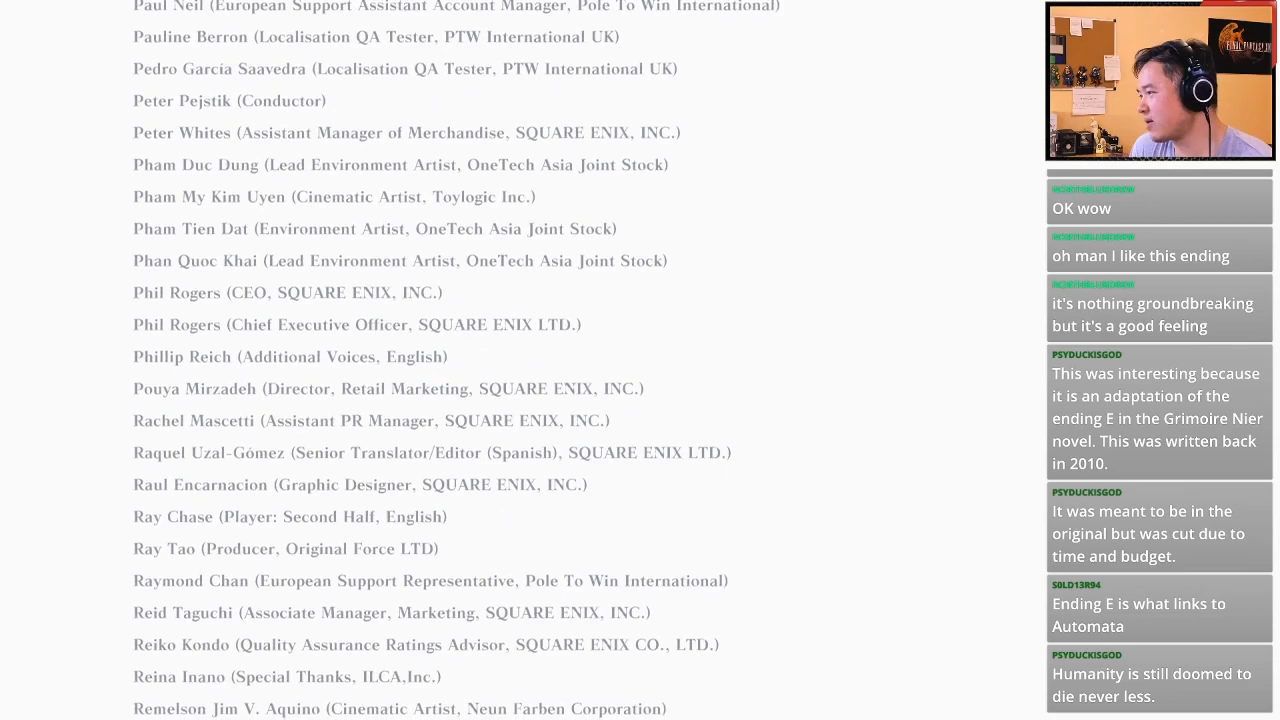 Paul Neil (European Support Assistant Account Manager, Pole To Win International)
Pauline Berron (Localisation QA Tester, PTW International UK)
Pedro García Saavedra (Localisation QA Tester, PTW International UK)
Peter Pejstik (Conductor)
Peter Whites (Assistant Manager of Merchandise, SQUARE ENIX, INC.)
Pham Duc Dung (Lead Environment Artist, OneTech Asia Joint Stock)
Pham My Kim Uyen (Cinematic Artist, Toylogic Inc.)
Pham Tien Dat (Environment Artist, OneTech Asia Joint Stock)
Phan Quoc Khai (Lead Environment Artist, OneTech Asia Joint Stock)
Phil Rogers (CEO, SQUARE ENIX, INC.)
Phil Rogers (Chief Executive Officer, SQUARE ENIX LTD.)
Phillip Reich (Additional Voices, English)
Pouya Mirzadeh (Director, Retail Marketing, SQUARE ENIX, INC.)
Rachel Mascetti (Assistant PR Manager, SQUARE ENIX, INC.)
Raquel Uzal-Gómez (Senior Translator/Editor (Spanish), SQUARE ENIX LTD.)
Raul Encarnacion (Graphic Designer, SQUARE ENIX, INC.)
Ray Chase (Player: Second Half, English)
Ray Tao (Producer, Original Force LTD)
Raymond Chan (European Support Representative, Pole To Win International)
Reid Taguchi (Associate Manager, Marketing, SQUARE ENIX, INC.)
Reiko Kondo (Quality Assurance Ratings Advisor, SQUARE ENIX CO., LTD.)
Reina Inano (Special Thanks, ILCA,Inc.)
Remelson Jim V. Aquino (Cinematic Artist, Neun Farben Corporation)
FINAL FANTASY
OK wow
oh man I like this ending
it's nothing groundbreaking
but it's a good feeling
PSYDUCKISGOD
This was interesting because
it is an adaptation of the
ending E in the Grimoire Nier
novel. This was written back
in 2010.
PSYDUCKISGOD
It was meant to be in the
original but was cut due to
time and budget.
S0LD13R94
Ending E is what links to
Automata
PSYDUCKISGOD
Humanity is still doomed to
die never less.